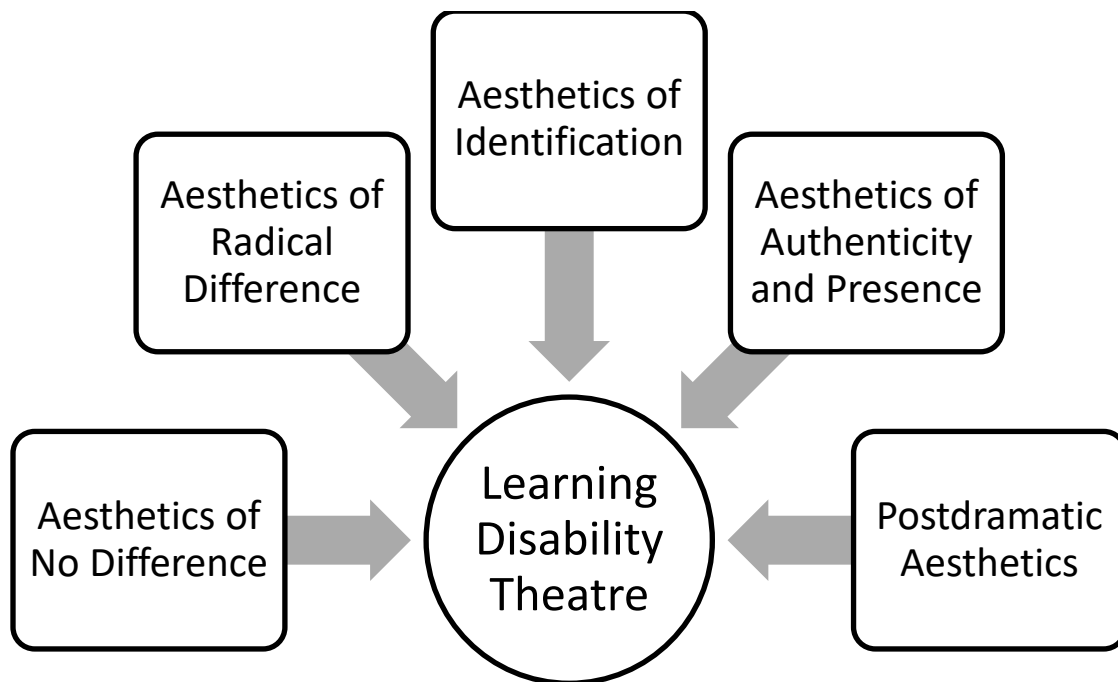 Aesthetics of
Identification
Aesthetics of
Radical
Difference
Aesthetics of
Authenticity
and Presence
Aesthetics of
No Difference
Learning
Disability
Theatre
Postdramatic
Aesthetics